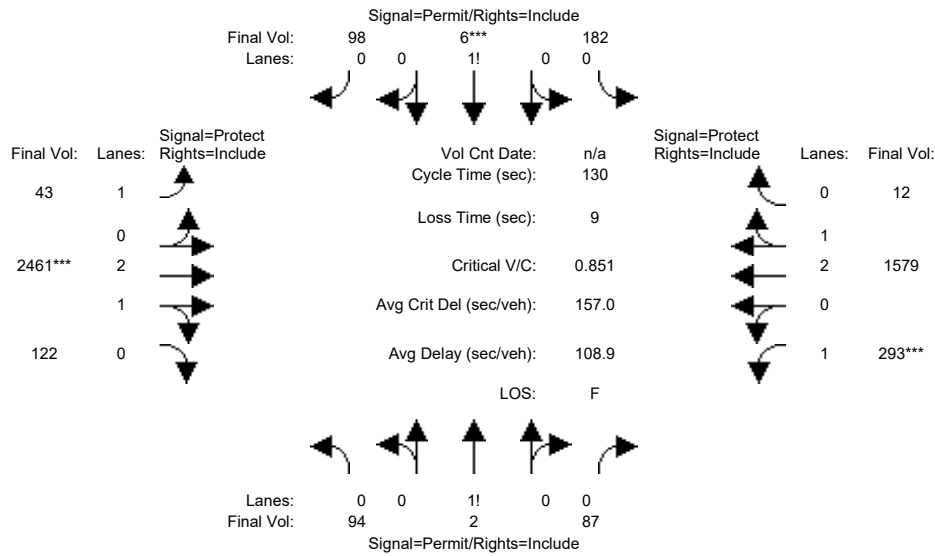 Signal=Permit/Rights=Include
Final Vol: 98 6*** 182
Lanes: 0 0 1! 0 0
Signal=Protect Signal=Protect
Final Vol: Lanes: Rights=Include Vol Cnt Date: n/a Rights=Include Lanes: Final Vol:
Cycle Time (sec): 130
43 1 0 12
Loss Time (sec): 9
0 1
2461*** 2 Critical V/C: 0.851 2 1579
1 Avg Crit Del (sec/veh): 157.0 0
122 0 Avg Delay (sec/veh): 108.9 1 293***
LOS: F
Lanes: 0 0 1! 0 0
Final Vol: 94 2 87
Signal=Permit/Rights=Include